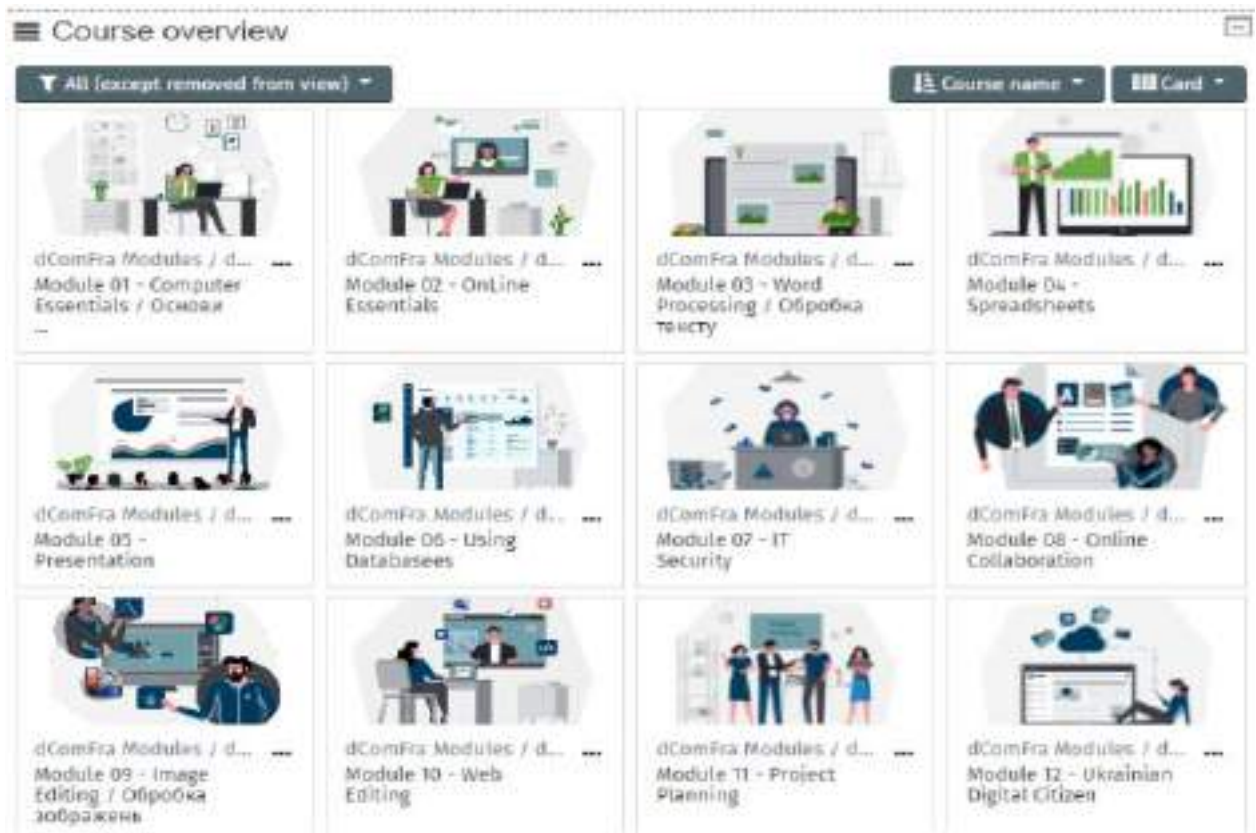 Course overview
All (except removed from view)
Course name
Card
dComFra Modules / d... ...
Module 01 - Computer
Essentials / Основи
...
dComFra Modules / d... ...
Module 02 - OnLine
Essentials
dComFra Modules / d... ...
Module 03 - Word
Processing / Обробка
тексту
dComFra Modules / d... ...
Module 04 -
Spreadsheets
dComFra Modules / d... ...
Module 05 -
Presentation
dComFra Modules / d... ...
Module 06 - Using
Databasees
dComFra Modules / d... ...
Module 07 - IT
Security
dComFra Modules / d... ...
Module 08 - Online
Collaboration
dComFra Modules / d... ...
Module 09 - Image
Editing / Обробка
зображень
dComFra Modules / d... ...
Module 10 - Web
Editing
dComFra Modules / d... ...
Module 11 - Project
Planning
dComFra Modules / d... ...
Module 12 - Ukrainian
Digital Citizen